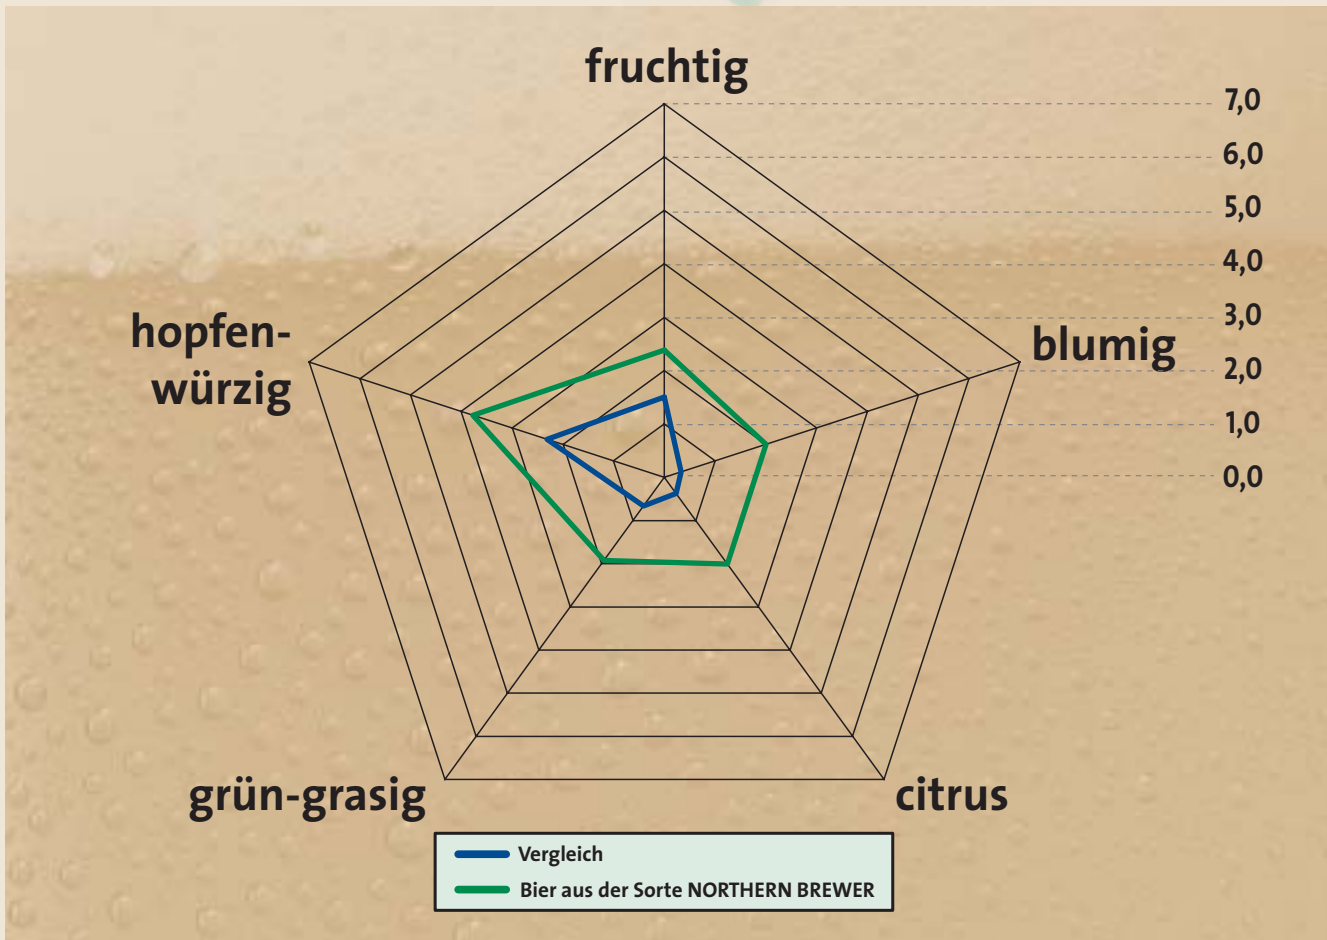 fruchtig
7,0
6,0
5,0
4,0
3,0
2,0
1,0
0,0
hopfen-
würzig
blumig
grün-grasig
citrus
Vergleich
Bier aus der Sorte NORTHERN BREWER